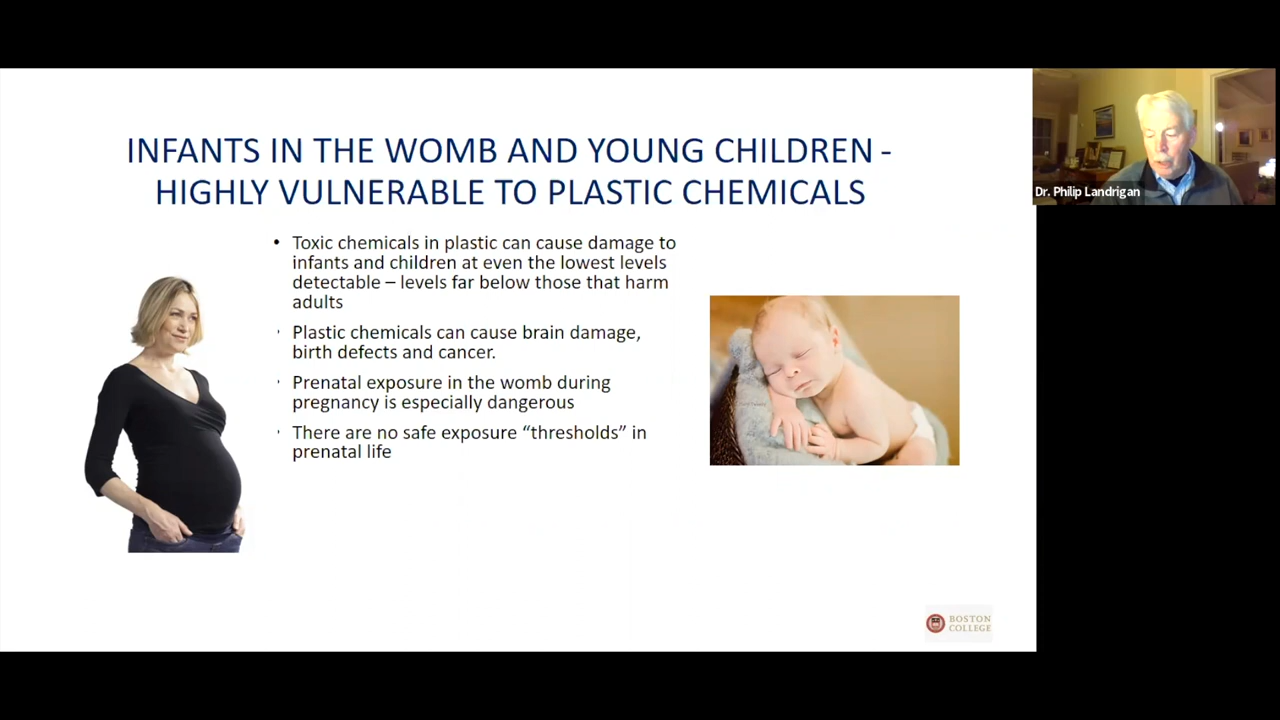 INFANTS IN THE WOMB AND YOUNG CHILDREN -
HIGHLY VULNERABLE TO PLASTIC CHEMICALS
• Toxic chemicals in plastic can cause damage to
infants and children at even the lowest levels
detectable – levels far below those that harm
adults
Plastic chemicals can cause brain damage,
birth defects and cancer.
Prenatal exposure in the womb during
pregnancy is especially dangerous
There are no safe exposure “thresholds” in
prenatal life
BOSTON
COLLEGE
Dr. Philip Landrigan